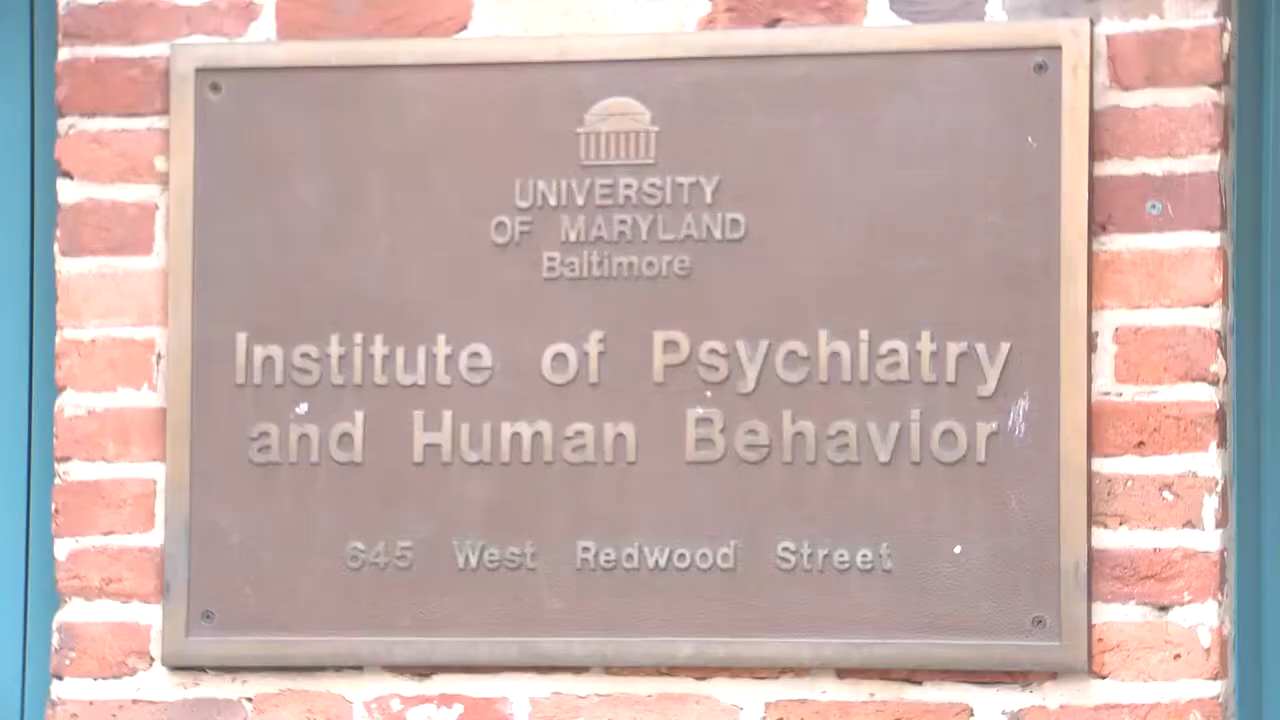 UNIVERSITY
OF MARYLAND
Baltimore
Institute of Psychiatry
and Human Behavior
645 West Redwood Street